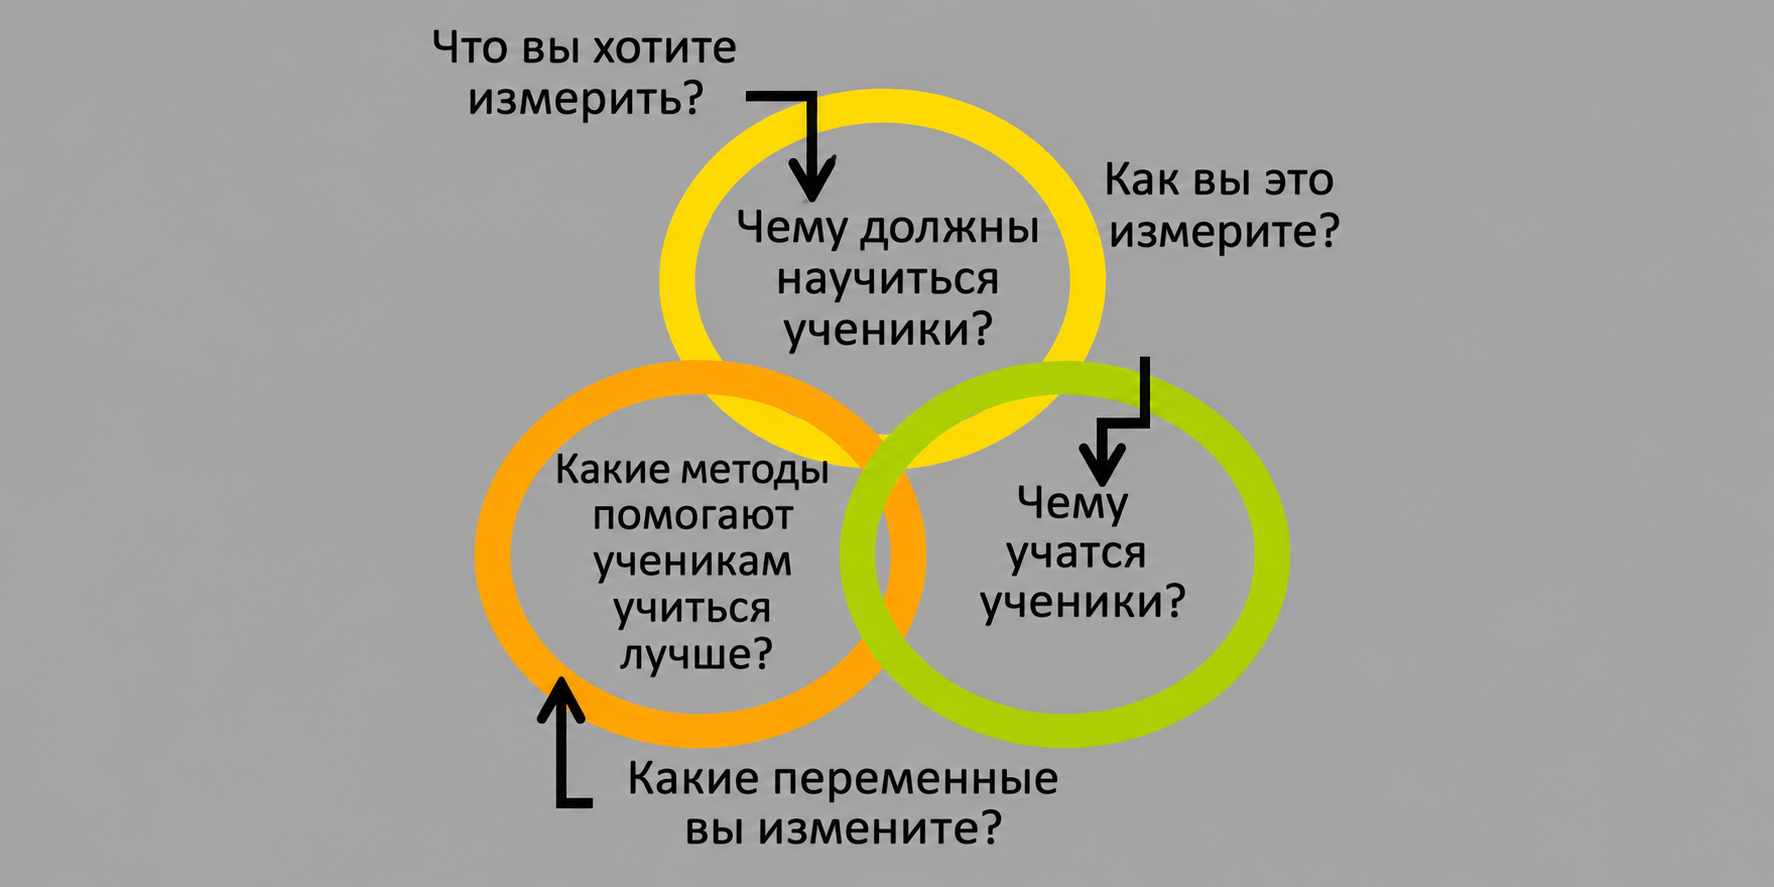 Что вы хотите
измерить?
Как вы это
измерите?
Чему должны
научиться
ученики?
Какие методы
помогают
ученикам
учиться
лучше?
Чему
учатся
ученики?
Какие переменные
вы измените?